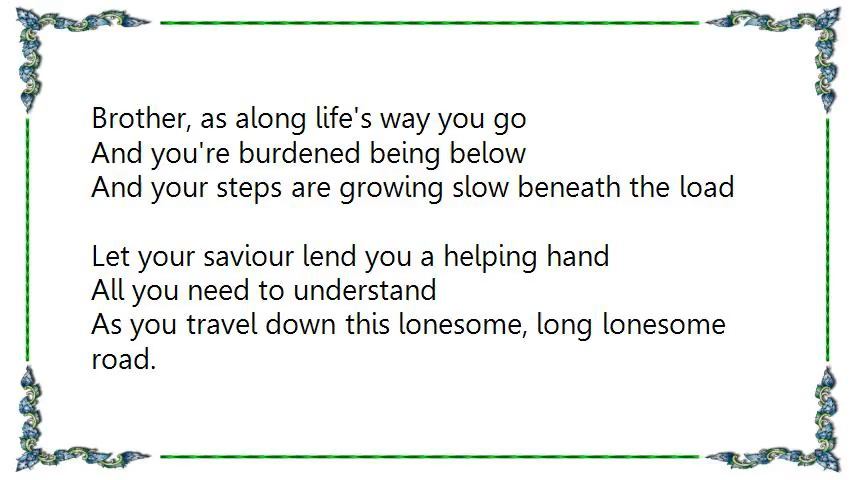 Brother, as along life's way you go
And you're burdened being below
And your steps are growing slow beneath the load
Let your saviour lend you a helping hand
All you need to understand
As you travel down this lonesome, long lonesome
road.